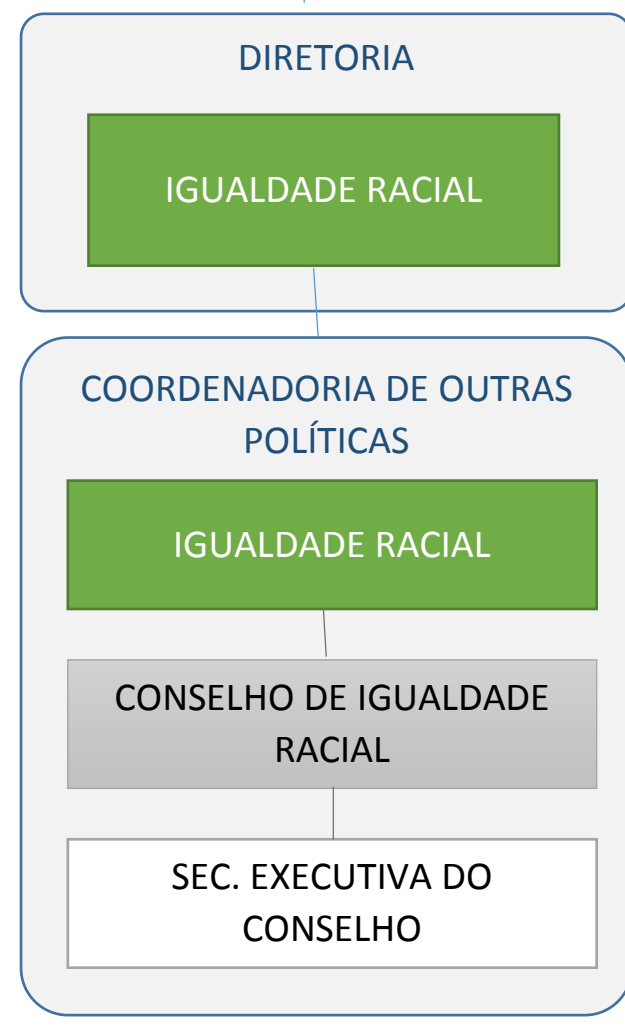 DIRETORIA
IGUALDADE RACIAL
COORDENADORIA DE OUTRAS
POLÍTICAS
IGUALDADE RACIAL
CONSELHO DE IGUALDADE
RACIAL
SEC. EXECUTIVA DO
CONSELHO